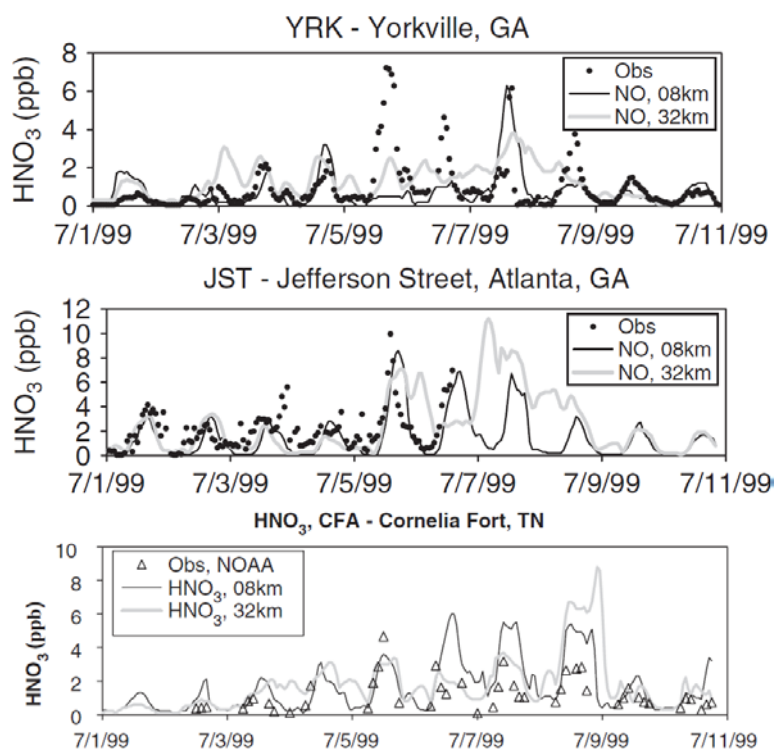 YRK - Yorkville, GA
8
6
4
2
0
HNO3 (ppb)
Obs
NO, 08km
NO, 32km
7/1/99 7/3/99 7/5/99 7/7/99 7/9/99 7/11/99
JST - Jefferson Street, Atlanta, GA
12
10
8
6
4
2
0
HNO3 (ppb)
Obs
NO, 08km
NO, 32km
7/1/99 7/3/99 7/5/99 7/7/99 7/9/99 7/11/99
HNO3, CFA - Cornelia Fort, TN
10
8
6
4
2
0
HNO3 (ppb)
Obs, NOAA
HNO3, 08km
HNO3, 32km
7/1/99 7/3/99 7/5/99 7/7/99 7/9/99 7/11/99